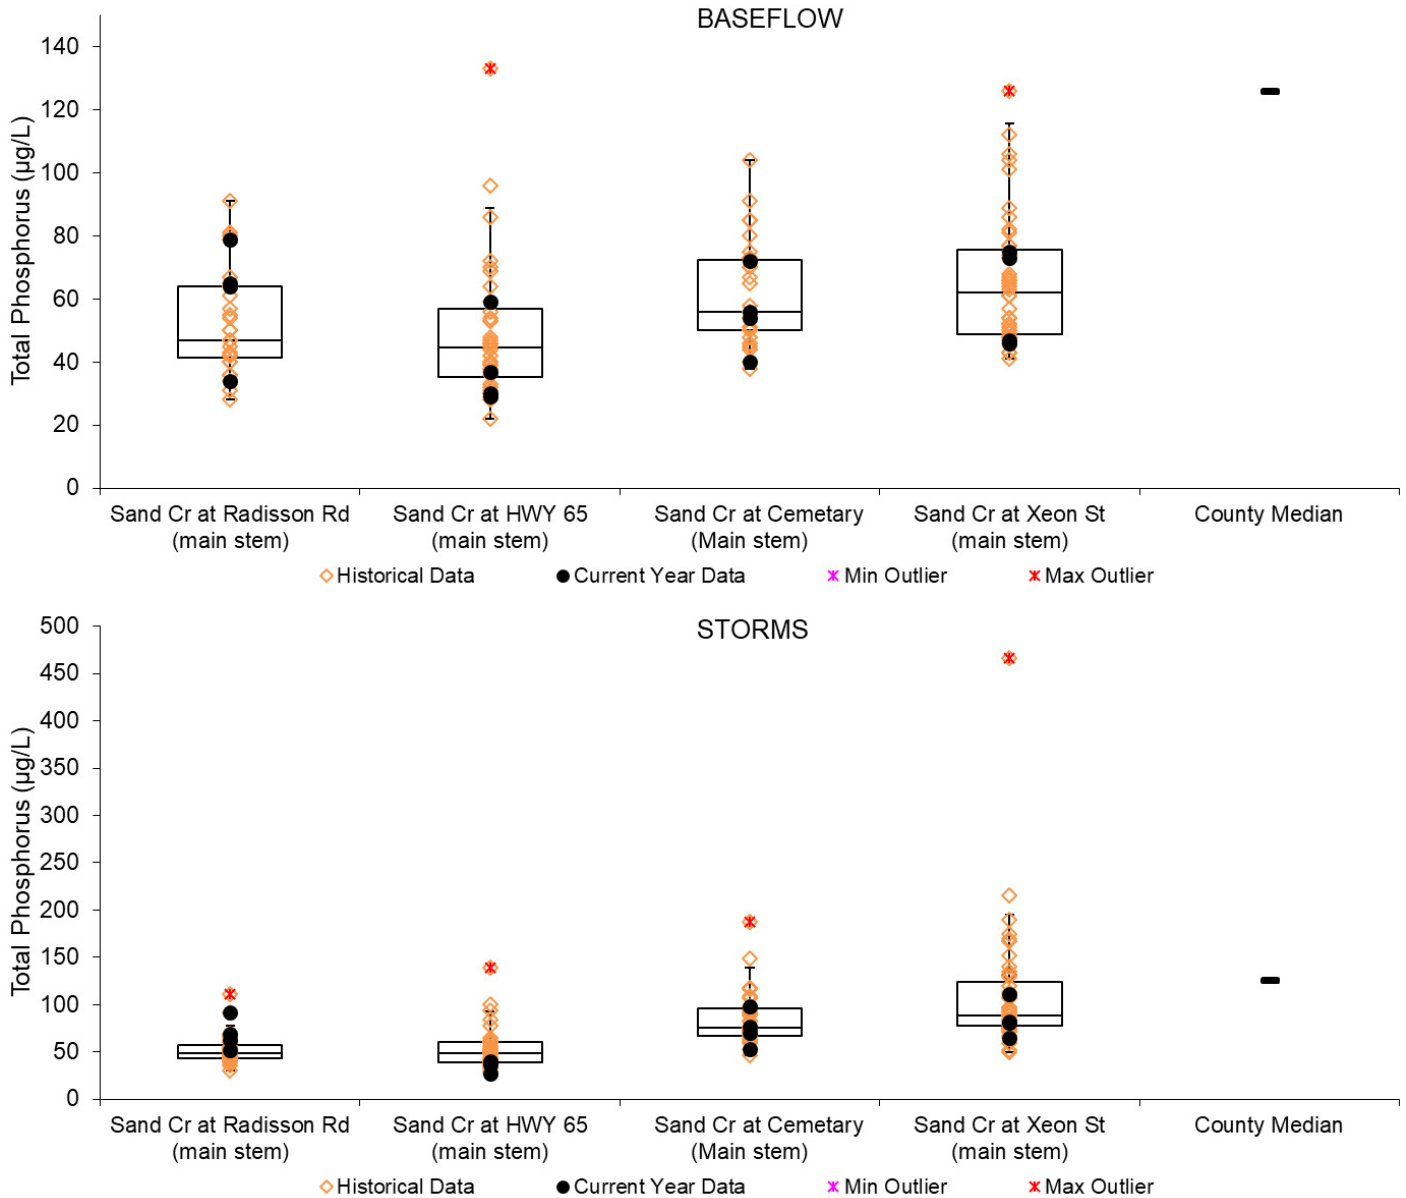 BASEFLOW
Total Phosphorus (µg/L)
140
120
100
80
60
40
20
0
Sand Cr at Radisson Rd
(main stem)
Sand Cr at HWY 65
(main stem)
Sand Cr at Cemetary
(Main stem)
Sand Cr at Xeon St
(main stem)
County Median
Historical Data
Current Year Data
Min Outlier
Max Outlier
STORMS
Total Phosphorus (µg/L)
500
450
400
350
300
250
200
150
100
50
0
Sand Cr at Radisson Rd
(main stem)
Sand Cr at HWY 65
(main stem)
Sand Cr at Cemetary
(Main stem)
Sand Cr at Xeon St
(main stem)
County Median
Historical Data
Current Year Data
Min Outlier
Max Outlier